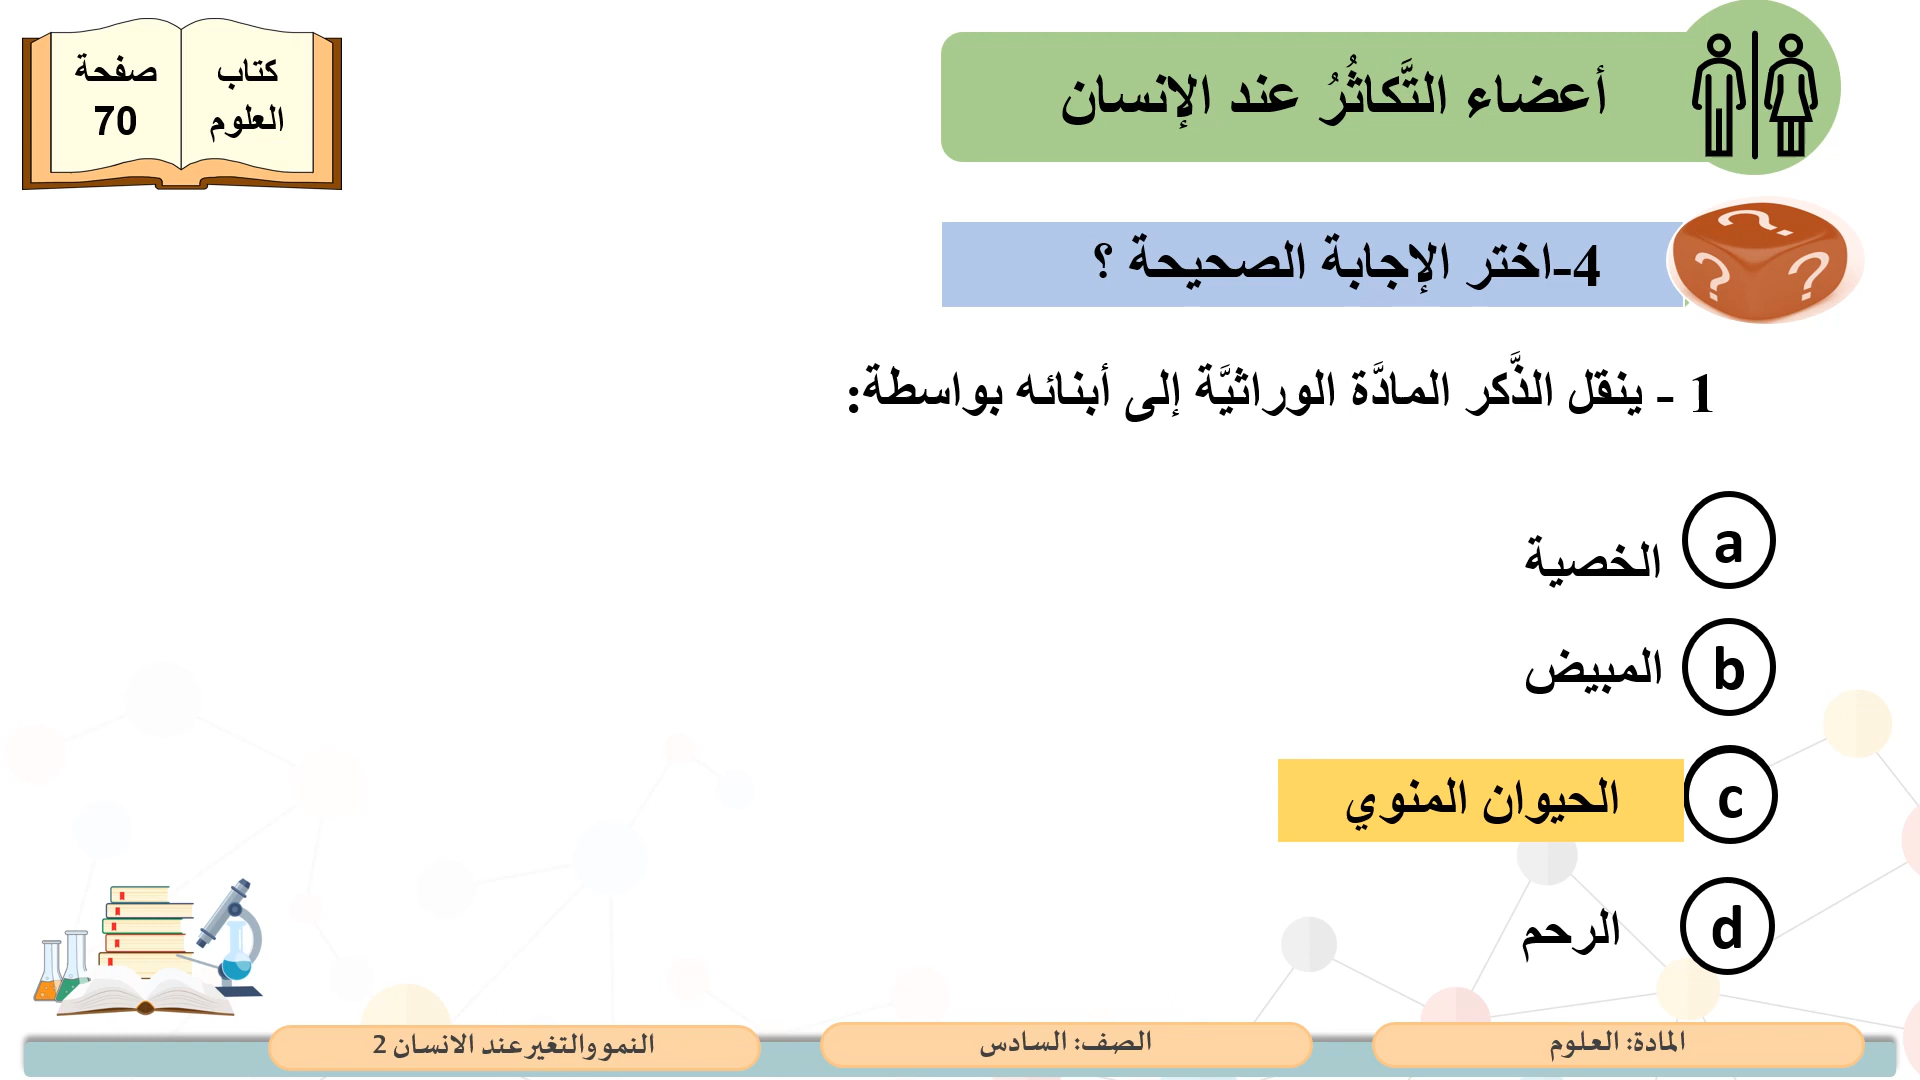 أعضاء التَّكاثُرُ عند الإنسان
كتاب
العلوم
صفحة
70
4-اختر الإجابة الصحيحة ؟
1 - ينقل الذَّكر المادَّة الوراثيَّة إلى أبنائه بواسطة:
a
الخصية
b
المبيض
c
الحيوان المنوي
d
الرحم
المادة: العلوم
الصف: السادس
النمو والتغير عند الانسان 2